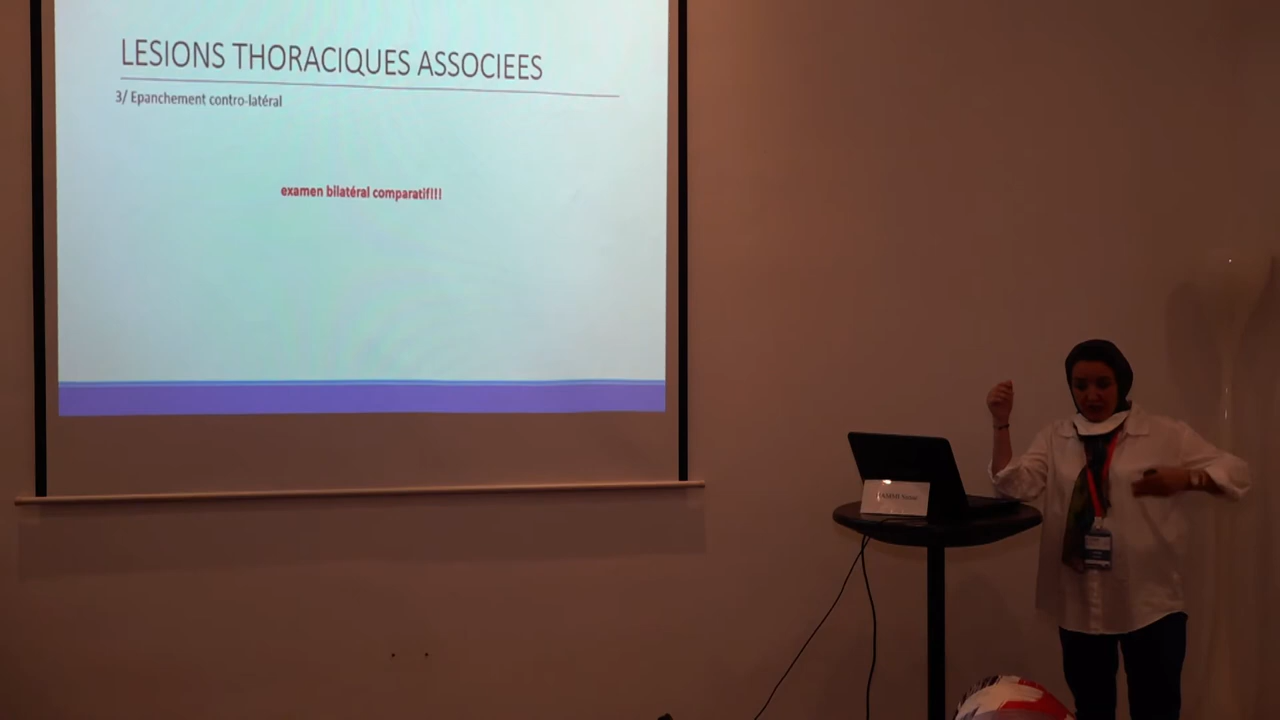 LESIONS THORACIQUES ASSOCIEES
3/ Epanchement contro-latéral
examen bilatéral comparatif!!!